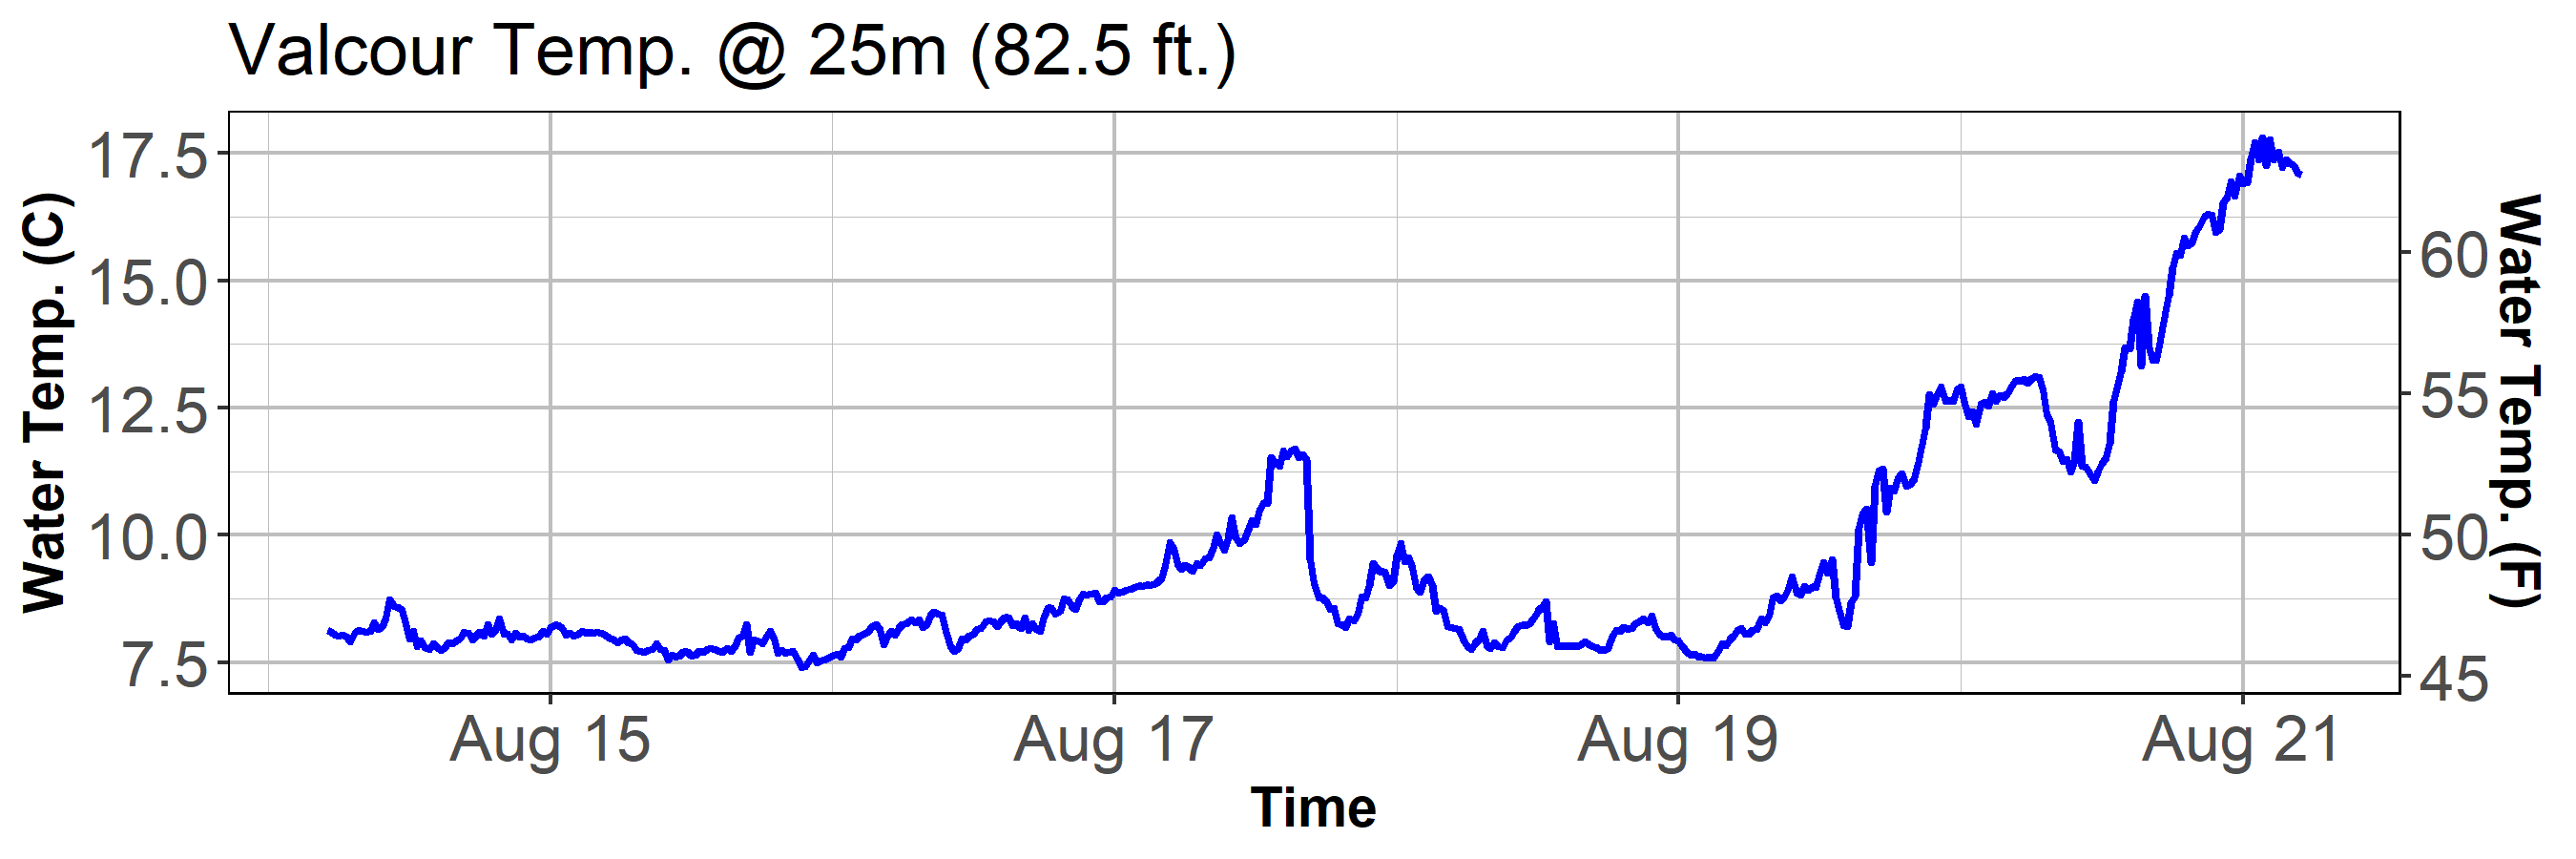 Valcour Temp. @ 25m (82.5 ft.)
Water Temp. (C)
17.5
15.0
12.5
10.0
7.5
60
55
50
45
Water Temp. (F)
Aug 15
Aug 17
Aug 19
Aug 21
Time